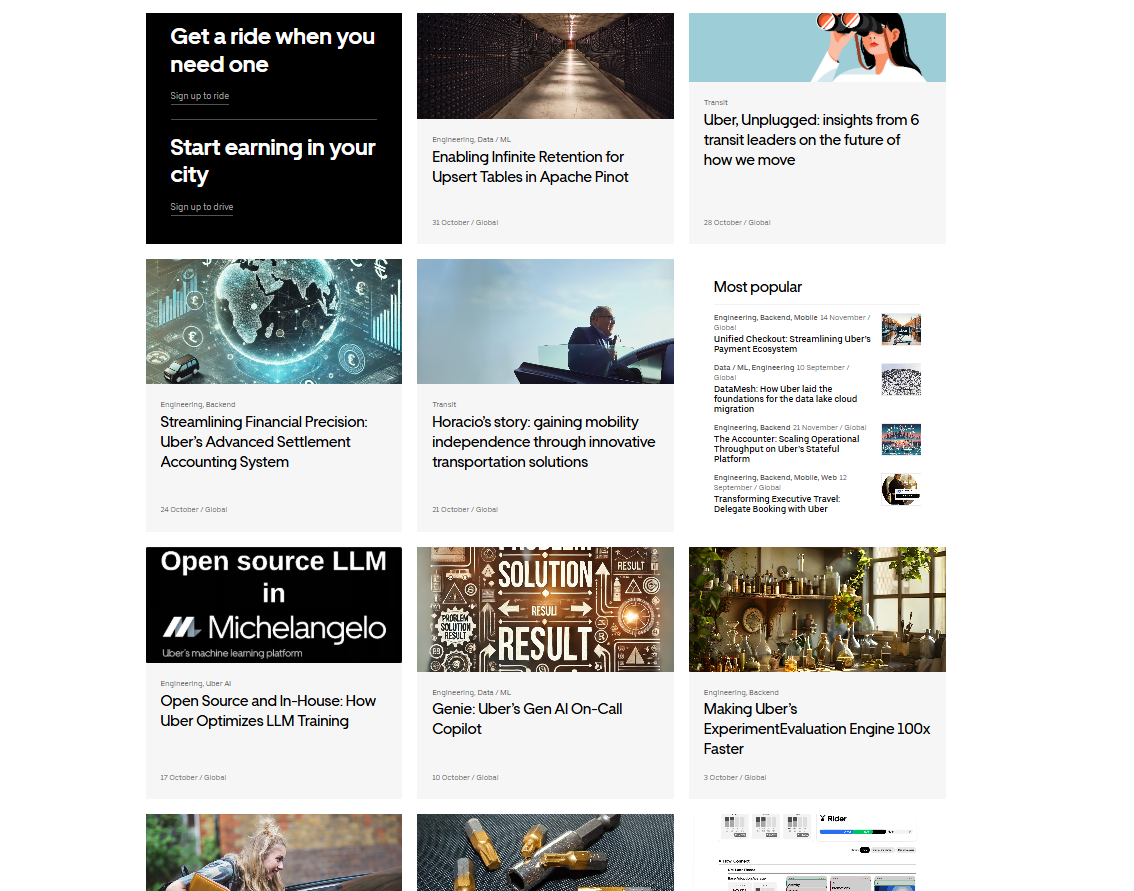 Get a ride when you
need one
Sign up to ride
Start earning in your
city
Sign up to drive
Engineering, Data / ML
Enabling Infinite Retention for
Upsert Tables in Apache Pinot
31 October / Global
Transit
Uber, Unplugged: insights from 6
transit leaders on the future of
how we move
28 October / Global
Engineering, Backend
Streamlining Financial Precision:
Uber's Advanced Settlement
Accounting System
24 October / Global
Transit
Horacio's story: gaining mobility
independence through innovative
transportation solutions
21 October / Global
Most popular
Engineering, Backend, Mobile 14 November /
Global
Unified Checkout: Streamlining Uber's
Payment Ecosystem
Data / ML, Engineering 10 September /
Global
DataMesh: How Uber laid the
foundations for the data lake cloud
migration
Engineering, Backend 21 November / Global
The Accounter: Scaling Operational
Throughput on Uber's Stateful
Platform
Engineering, Backend, Mobile, Web 12
September / Global
Transforming Executive Travel:
Delegate Booking with Uber
Open source LLM
in
Michelangelo
Uber's machine learning platform
Engineering, Uber AI
Open Source and In-House: How
Uber Optimizes LLM Training
17 October / Global
PROBLEM
SOLUTION
RESULT
RESULI
PROBLEM
SOLUTION
RESULT
RESULT
Engineering, Data / ML
Genie: Uber's Gen AI On-Call
Copilot
10 October / Global
Engineering, Backend
Making Uber's
ExperimentEvaluation Engine 100x
Faster
3 October / Global
Rider